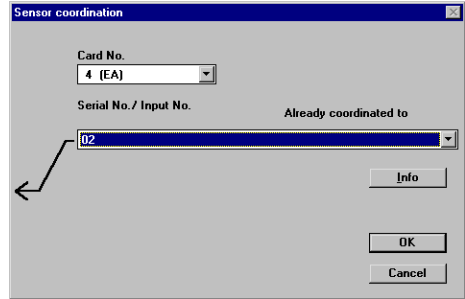 Sensor coordination
Card No.
4 (EA)
Serial No./ Input No.
Already coordinated to
02
Info
OK
Cancel